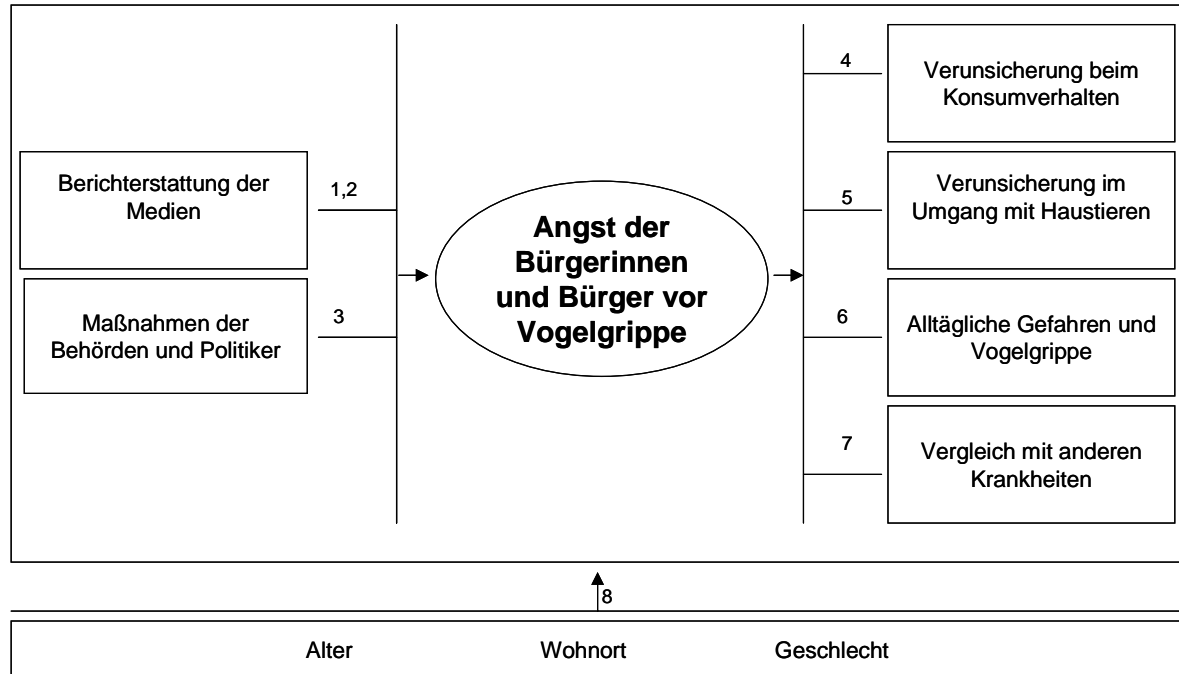 Berichterstattung der
Medien
1,2
Maßnahmen der
Behörden und Politiker
3
Angst der
Bürgerinnen
und Bürger vor
Vogelgrippe
4
Verunsicherung beim
Konsumverhalten
5
Verunsicherung im
Umgang mit Haustieren
6
Alltägliche Gefahren und
Vogelgrippe
7
Vergleich mit anderen
Krankheiten
8
Alter Wohnort Geschlecht